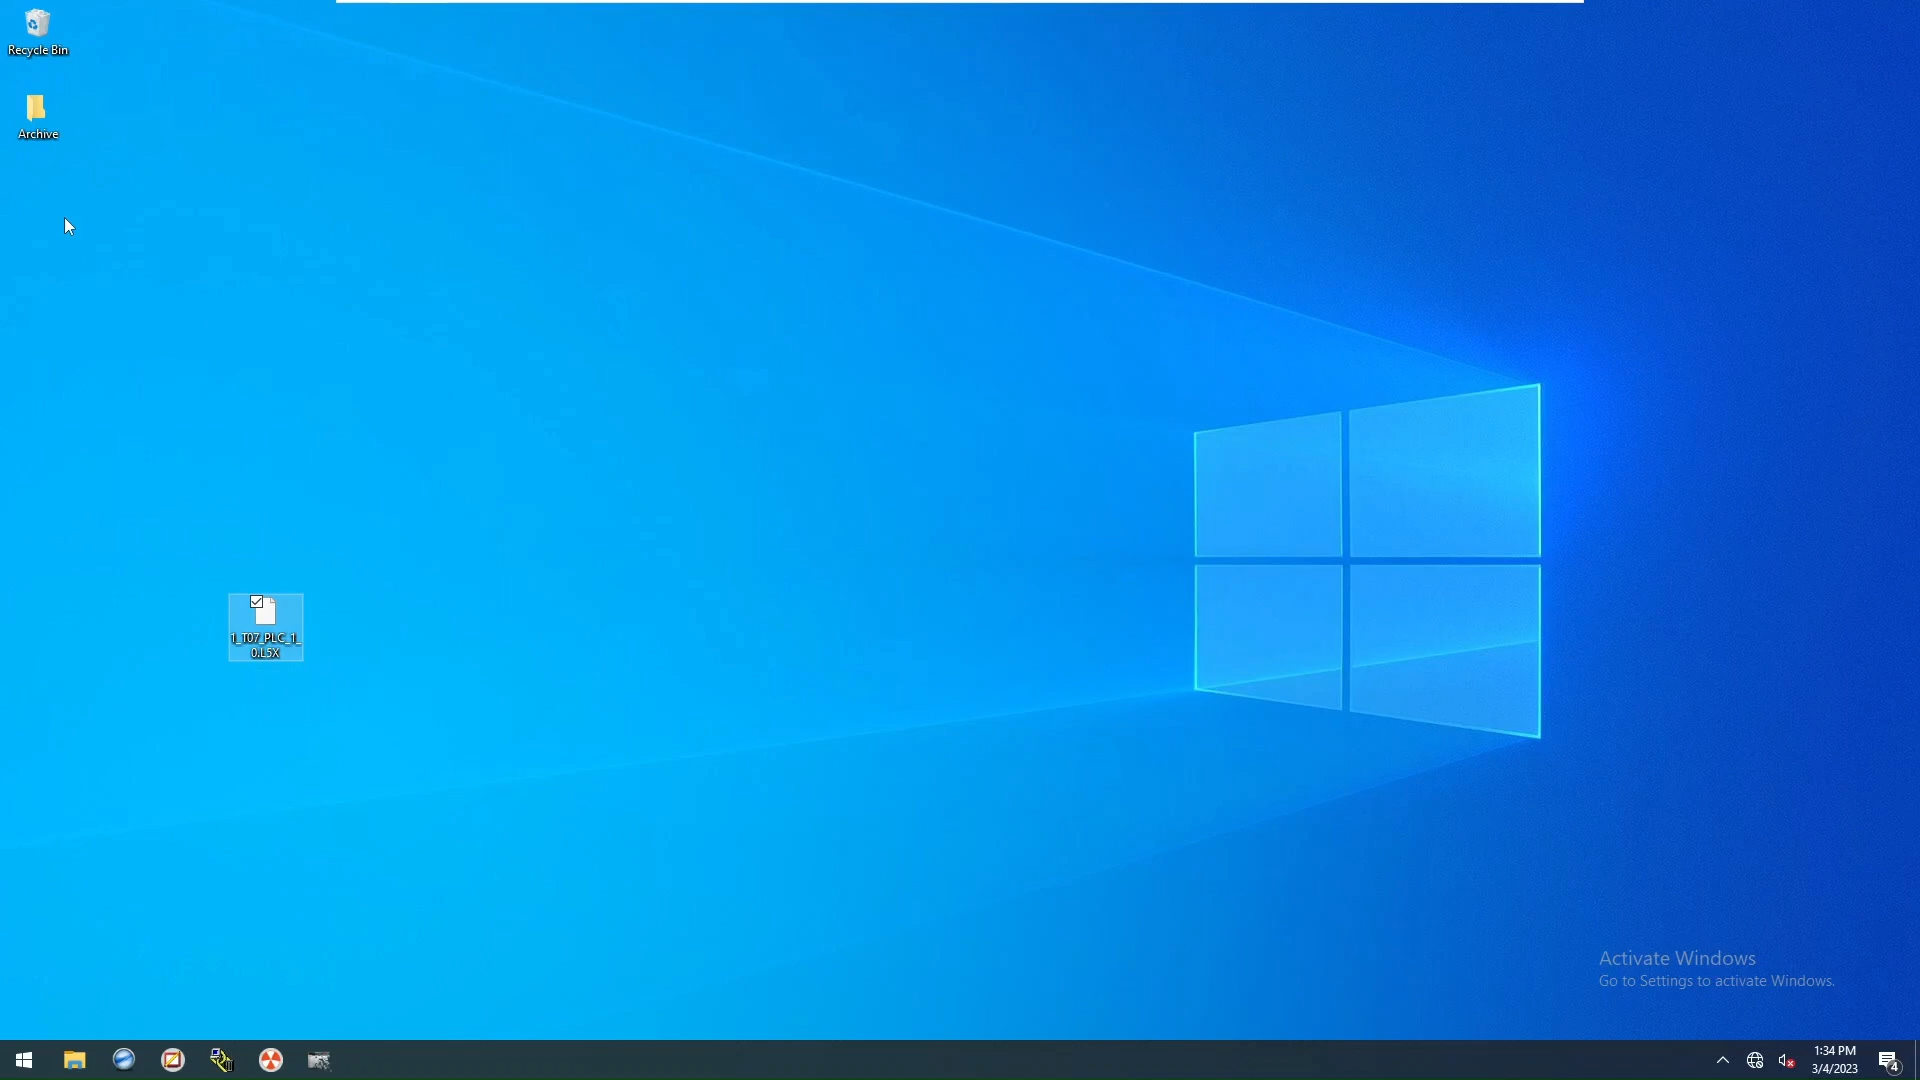 Recycle Bin
Archive
1_T07_PLC_1_
0.L5X
Activate Windows
Go to Settings to activate Windows.
1:34 PM
3/4/2023
4